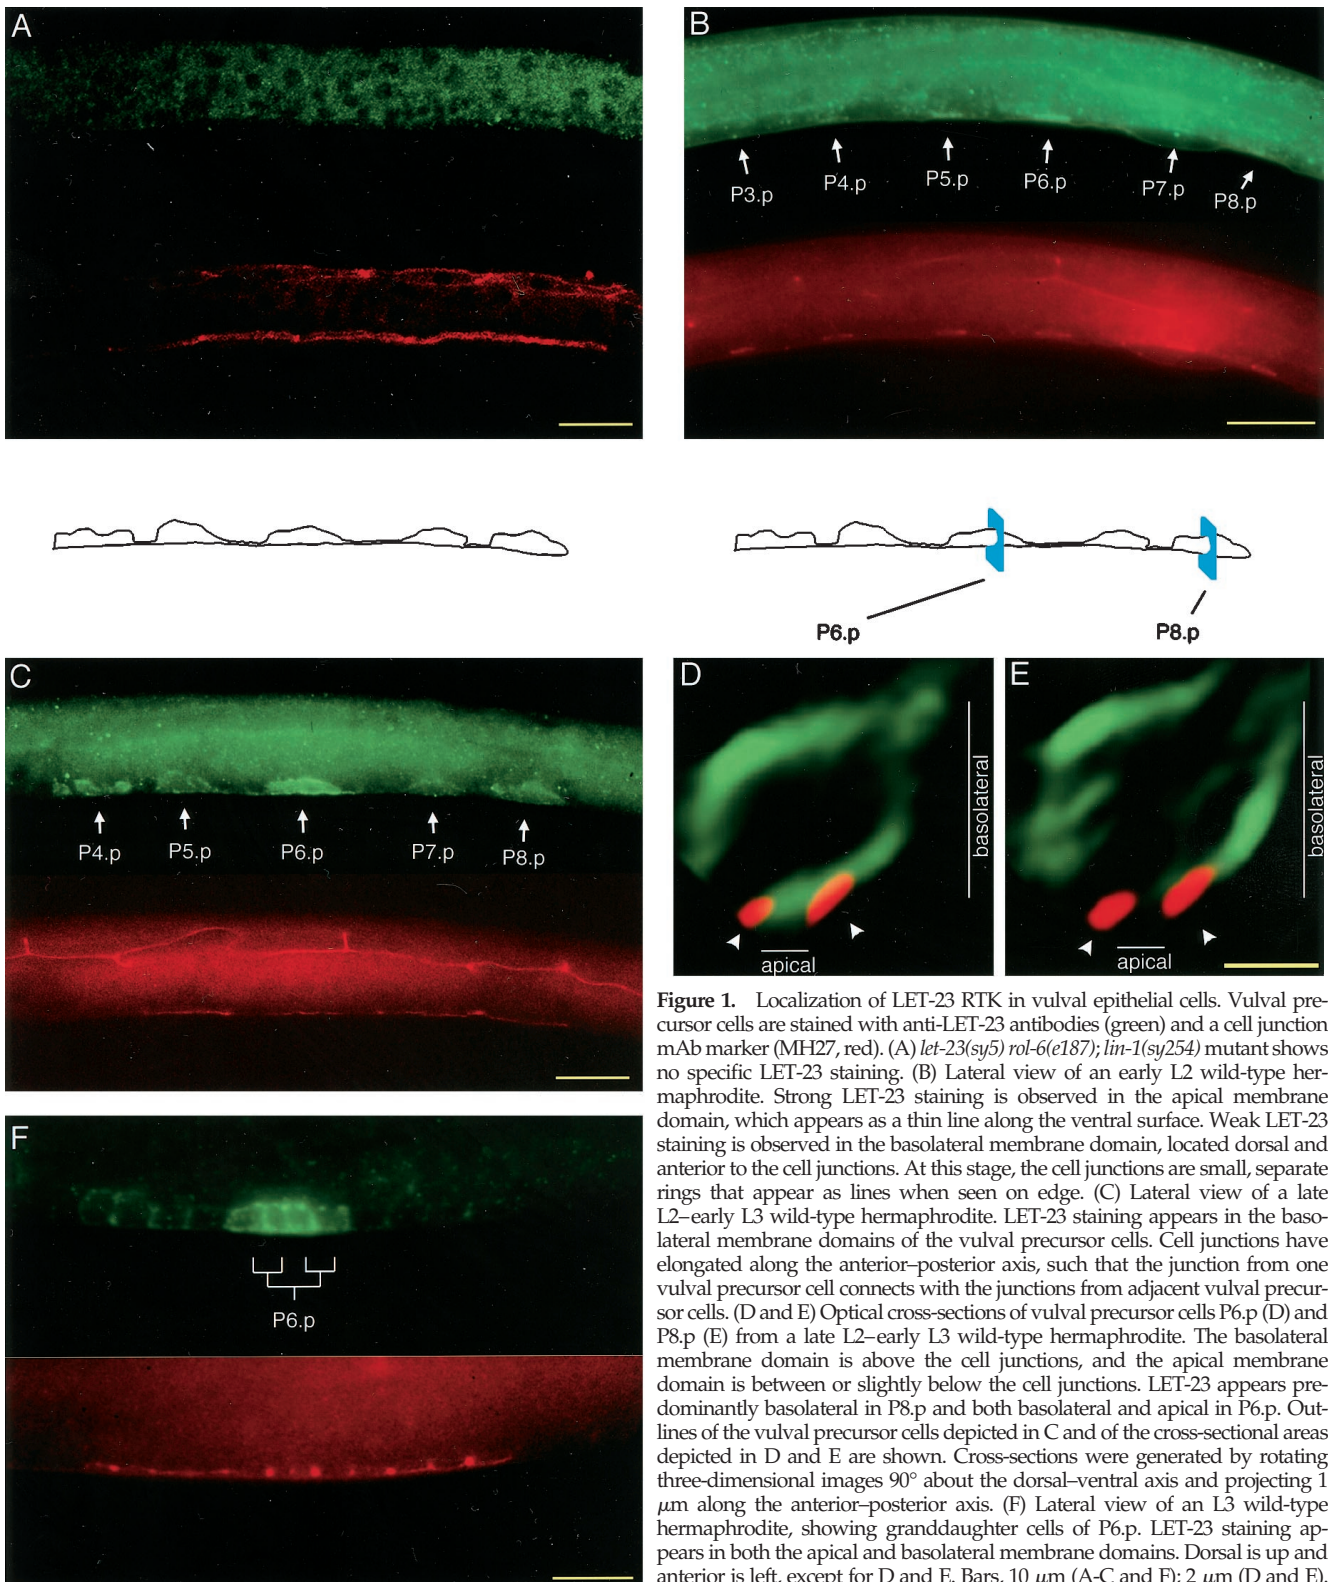 A
B
P3.p
P4.p
P5.p
P6.p
P7.p
P8.p
P6.p
P8.p
C
P4.p
P5.p
P6.p
P7.p
P8.p
D
basolateral
apical
E
basolateral
apical
F
P6.p
Figure 1. Localization of LET-23 RTK in vulval epithelial cells. Vulval pre-
cursor cells are stained with anti-LET-23 antibodies (green) and a cell junction
mAb marker (MH27, red). (A) let-23(sy5) rol-6(e187); lin-1(sy254) mutant shows
no specific LET-23 staining. (B) Lateral view of an early L2 wild-type her-
maphrodite. Strong LET-23 staining is observed in the apical membrane
domain, which appears as a thin line along the ventral surface. Weak LET-23
staining is observed in the basolateral membrane domain, located dorsal and
anterior to the cell junctions. At this stage, the cell junctions are small, separate
rings that appear as lines when seen on edge. (C) Lateral view of a late
L2–early L3 wild-type hermaphrodite. LET-23 staining appears in the baso-
lateral membrane domains of the vulval precursor cells. Cell junctions have
elongated along the anterior–posterior axis, such that the junction from one
vulval precursor cell connects with the junctions from adjacent vulval precur-
sor cells. (D and E) Optical cross-sections of vulval precursor cells P6.p (D) and
P8.p (E) from a late L2–early L3 wild-type hermaphrodite. The basolateral
membrane domain is above the cell junctions, and the apical membrane
domain is between or slightly below the cell junctions. LET-23 appears pre-
dominantly basolateral in P8.p and both basolateral and apical in P6.p. Out-
lines of the vulval precursor cells depicted in C and of the cross-sectional areas
depicted in D and E are shown. Cross-sections were generated by rotating
three-dimensional images 90° about the dorsal–ventral axis and projecting 1
μm along the anterior–posterior axis. (F) Lateral view of an L3 wild-type
hermaphrodite, showing granddaughter cells of P6.p. LET-23 staining ap-
pears in both the apical and basolateral membrane domains. Dorsal is up and
anterior is left, except for D and E. Bars, 10 μm (A-C and F); 2 μm (D and E).